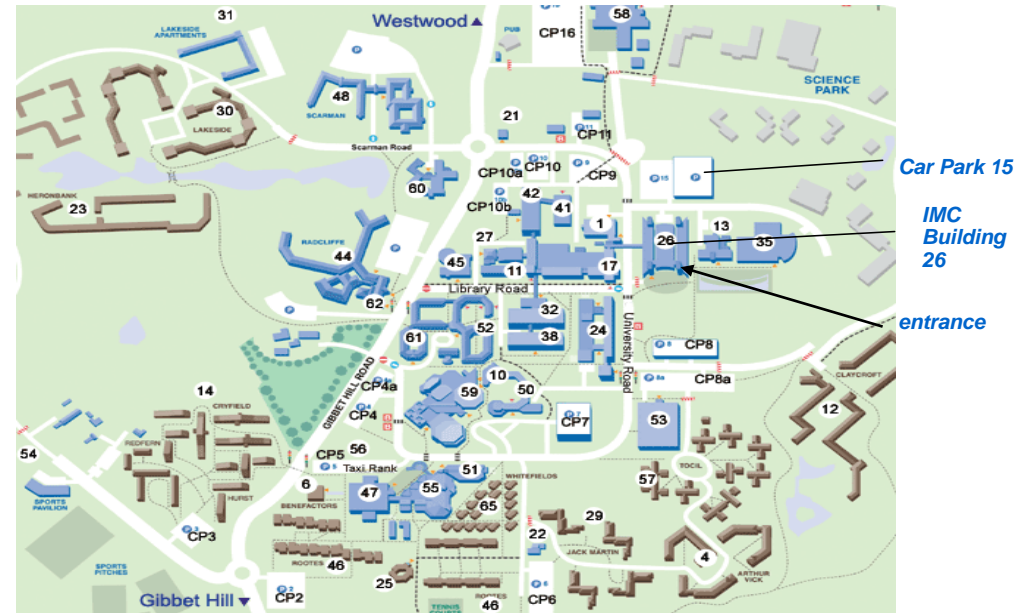 31
Westwood
58
LAKESIDE
APARTMENTS
PUB
CP16
SCIENCE
PARK
48
SCARMAN
30
LAKESIDE
21
CP11
Scarman Road
CP10
CP10a
CP9
P 15
P
Car Park 15
60
CP10b
42
41
HERONBANK
23
1
IMC
Building
26
RADCLIFFE
44
27
45
11
17
26
13
35
62
Library Road
entrance
32
52
61
38
24
University Road
CP8
CLAYCROFT
GIBBET HILL ROAD
CP4a
10
CP8a
14
59
50
12
CRYFIELD
CP4
CP7
53
REDFERN
54
56
CP5
Taxi Rank
51
WHITEFIELDS
TOCIL
6
47
55
57
SPORTS
PAVILION
HURST
BENEFACTORS
65
CP3
29
22
JACK MARTIN
ROOTES
46
4
SPORTS
PITCHES
25
ARTHUR
VICK
Gibbet Hill
CP2
TENNIS
ROOTES
46
CP6